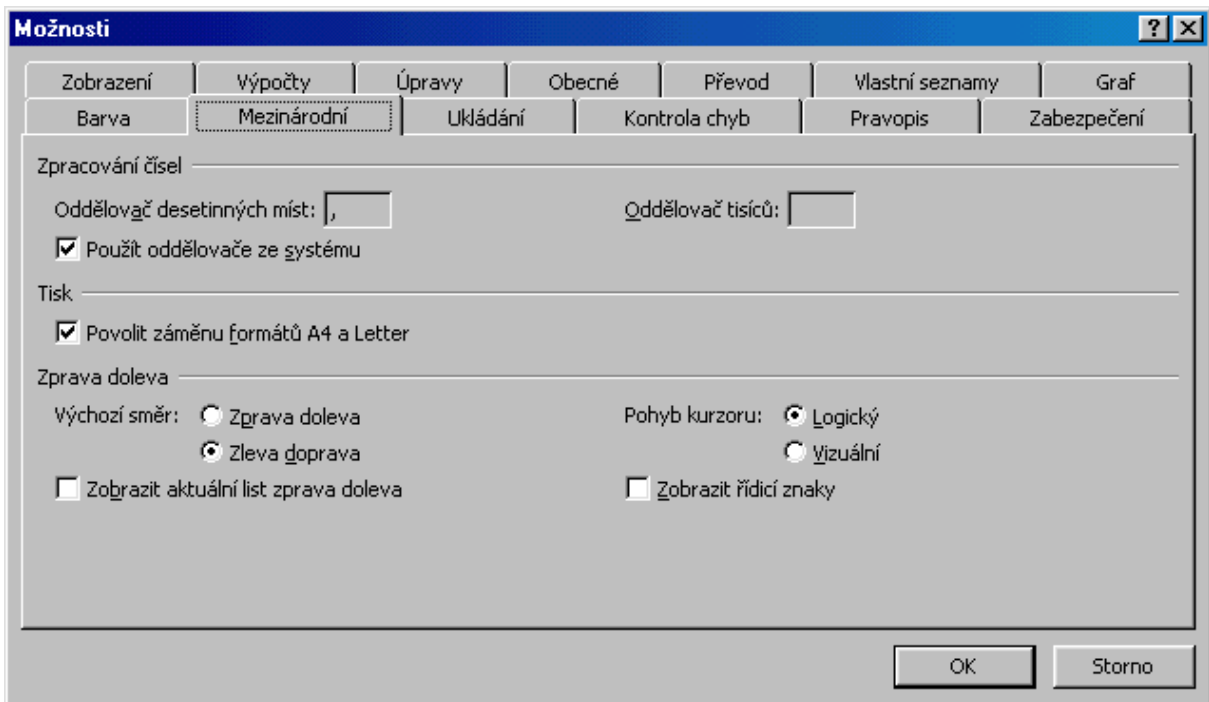 Možnosti
Zobrazení Výpočty Úpravy Obecné Převod Vlastní seznamy Graf
Barva Mezinárodní Ukládání Kontrola chyb Pravopis Zabezpečení
Zpracování čísel
Oddělovač desetinných míst: , Oddělovač tisíců:
Použít oddělovače ze systému
Tisk
Povolit záměnu formátů A4 a Letter
Zprava doleva
Výchozí směr: Zprava doleva Pohyb kurzoru: Logický
Zleva doprava Vizuální
Zobrazit aktuální list zprava doleva Zobrazit řídicí znaky
OK Storno